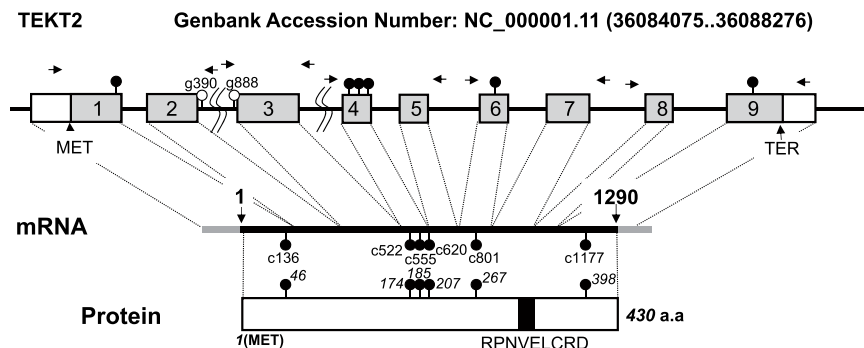 TEKT2 Genbank Accession Number: NC_000001.11 (36084075..36088276)
g390 g888
1 2 3 4 5 6 7 8 9
MET TER
1 1290
mRNA
c136 c522 c555 c620 c801 c1177
46 174 185 207 267 398
Protein 430 a.a
1(MET) RPNVELCRD